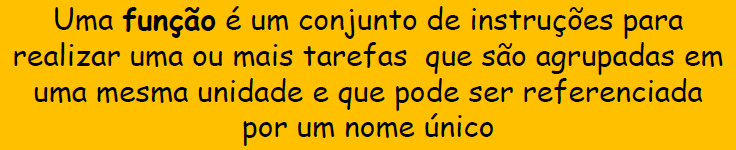 Uma função é um conjunto de instruções para
realizar uma ou mais tarefas que são agrupadas em
uma mesma unidade e que pode ser referenciada
por um nome único